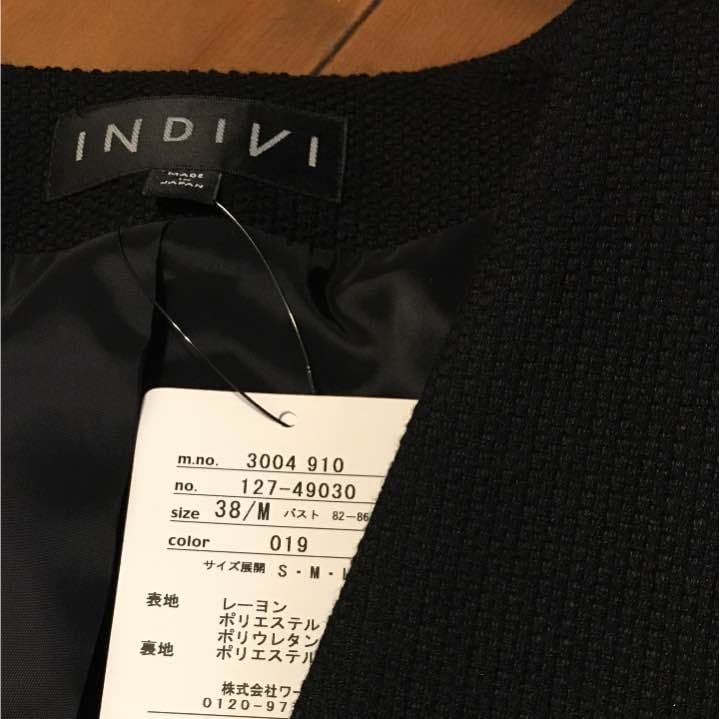 INDIVI
MADE
IN
JAPAN
m.no. 3004 910
no. 127-49030
size 38/M バスト 82-86
color 019
サイズ展開 S・M・L
表地 レーヨン
ポリエステル
ポリウレタン
裏地 ポリエステル
株式会社ワー
0120-97